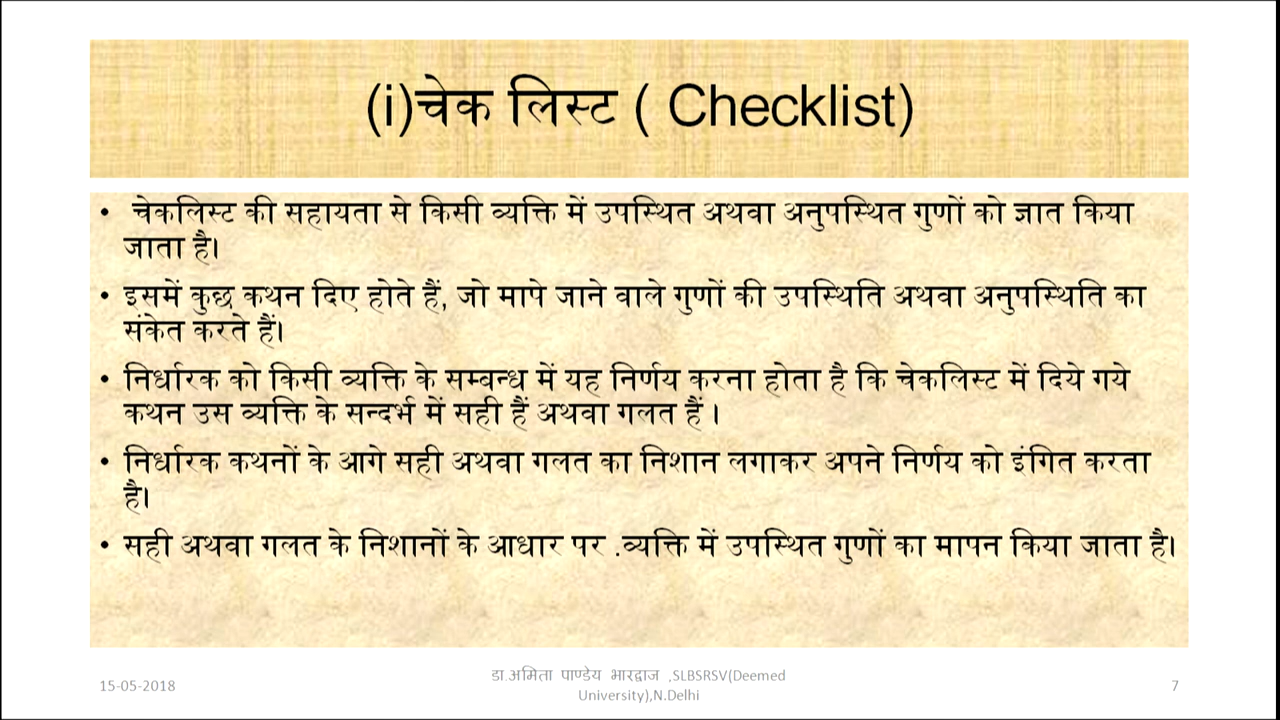 (i)चेक लिस्ट ( Checklist)
• चेकलिस्ट की सहायता से किसी व्यक्ति में उपस्थित अथवा अनुपस्थित गुणों को ज्ञात किया
जाता है।
• इसमें कुछ कथन दिए होते हैं, जो मापे जाने वाले गुणों की उपस्थिति अथवा अनुपस्थिति का
संकेत करते हैं।
• निर्धारक को किसी व्यक्ति के सम्बन्ध में यह निर्णय करना होता है कि चेकलिस्ट में दिये गये
कथन उस व्यक्ति के सन्दर्भ में सही हैं अथवा गलत हैं ।
• निर्धारक कथनों के आगे सही अथवा गलत का निशान लगाकर अपने निर्णय को इंगित करता
है।
• सही अथवा गलत के निशानों के आधार पर .व्यक्ति में उपस्थित गुणों का मापन किया जाता है।
15-05-2018
डा.अमिता पाण्डेय भारद्वाज ,SLBSRSV(Deemed
University),N.Delhi
7